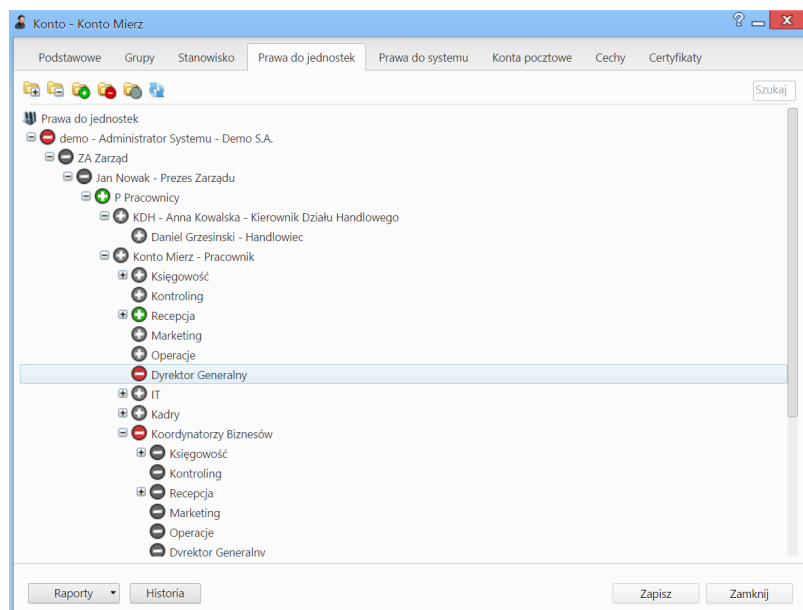 Konto - Konto Mierz
?
x
Podstawowe Grupy Stanowisko Prawa do jednostek Prawa do systemu Konta pocztowe Cechy Certyfikaty
Szukaj
Prawa do jednostek
demo - Administrator Systemu - Demo S.A.
ZA Zarząd
Jan Nowak - Prezes Zarządu
P Pracownicy
KDH - Anna Kowalska - Kierownik Działu Handlowego
Daniel Grzesinski - Handlowiec
Konto Mierz - Pracownik
Księgowość
Kontroling
Recepcja
Marketing
Operacje
Dyrektor Generalny
IT
Kadry
Koordynatorzy Biznesów
Księgowość
Kontroling
Recepcja
Marketing
Operacje
Dyrektor Generalny
Raporty Historia Zapisz Zamknij